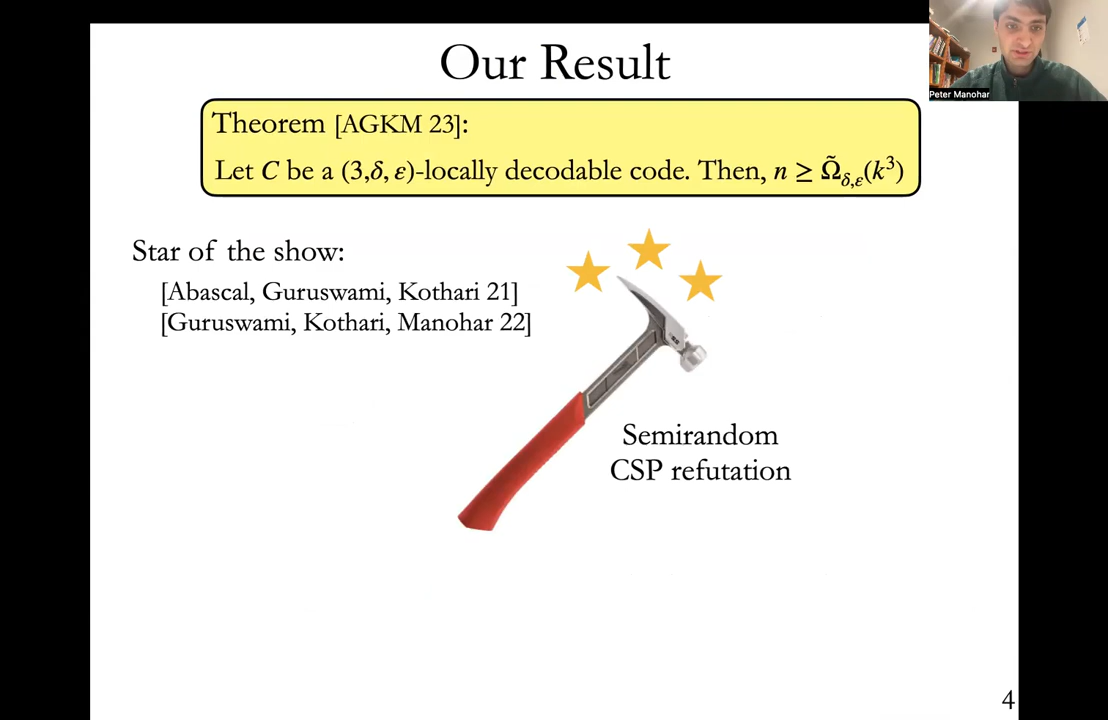 Our Result
Theorem [AGKM 23]:
Let C be a (3,δ, ε)-locally decodable code. Then, n ≥ Ω̃_{δ,ε}(k³)
Star of the show:
[Abascal, Guruswami, Kothari 21]
[Guruswami, Kothari, Manohar 22]
Semirandom
CSP refutation
4
Peter Manohar